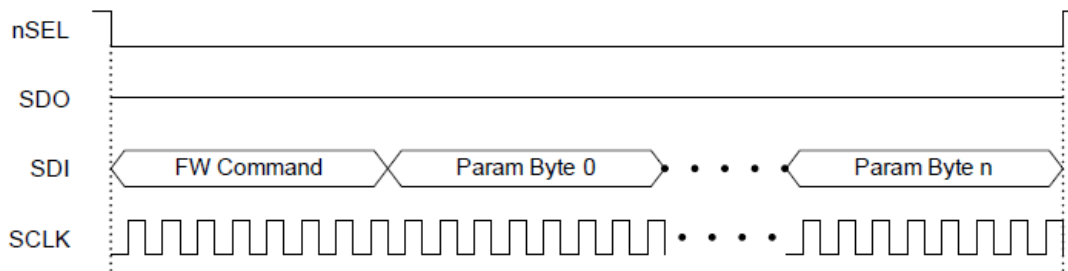 nSEL
SDO
SDI FW Command Param Byte 0 Param Byte n
SCLK